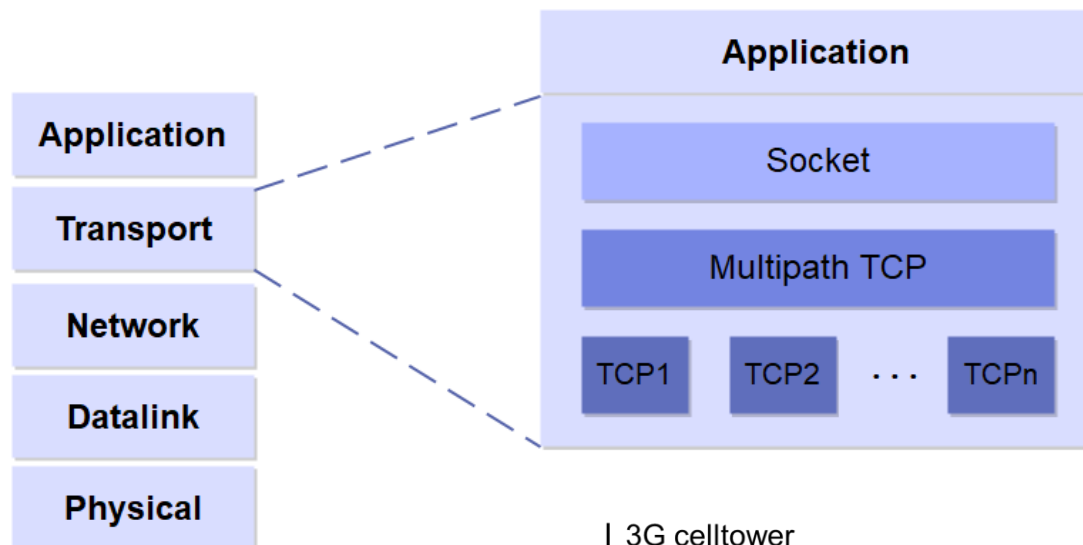 Application
Transport
Network
Datalink
Physical
Application
Socket
Multipath TCP
TCP1 TCP2 ... TCPn
3G celltower